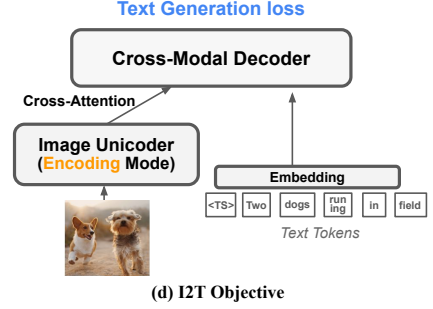 Text Generation loss
Cross-Modal Decoder
Cross-Attention
Image Unicoder
(Encoding Mode)
Embedding
<TS> Two dogs run in field
ing
Text Tokens
(d) I2T Objective